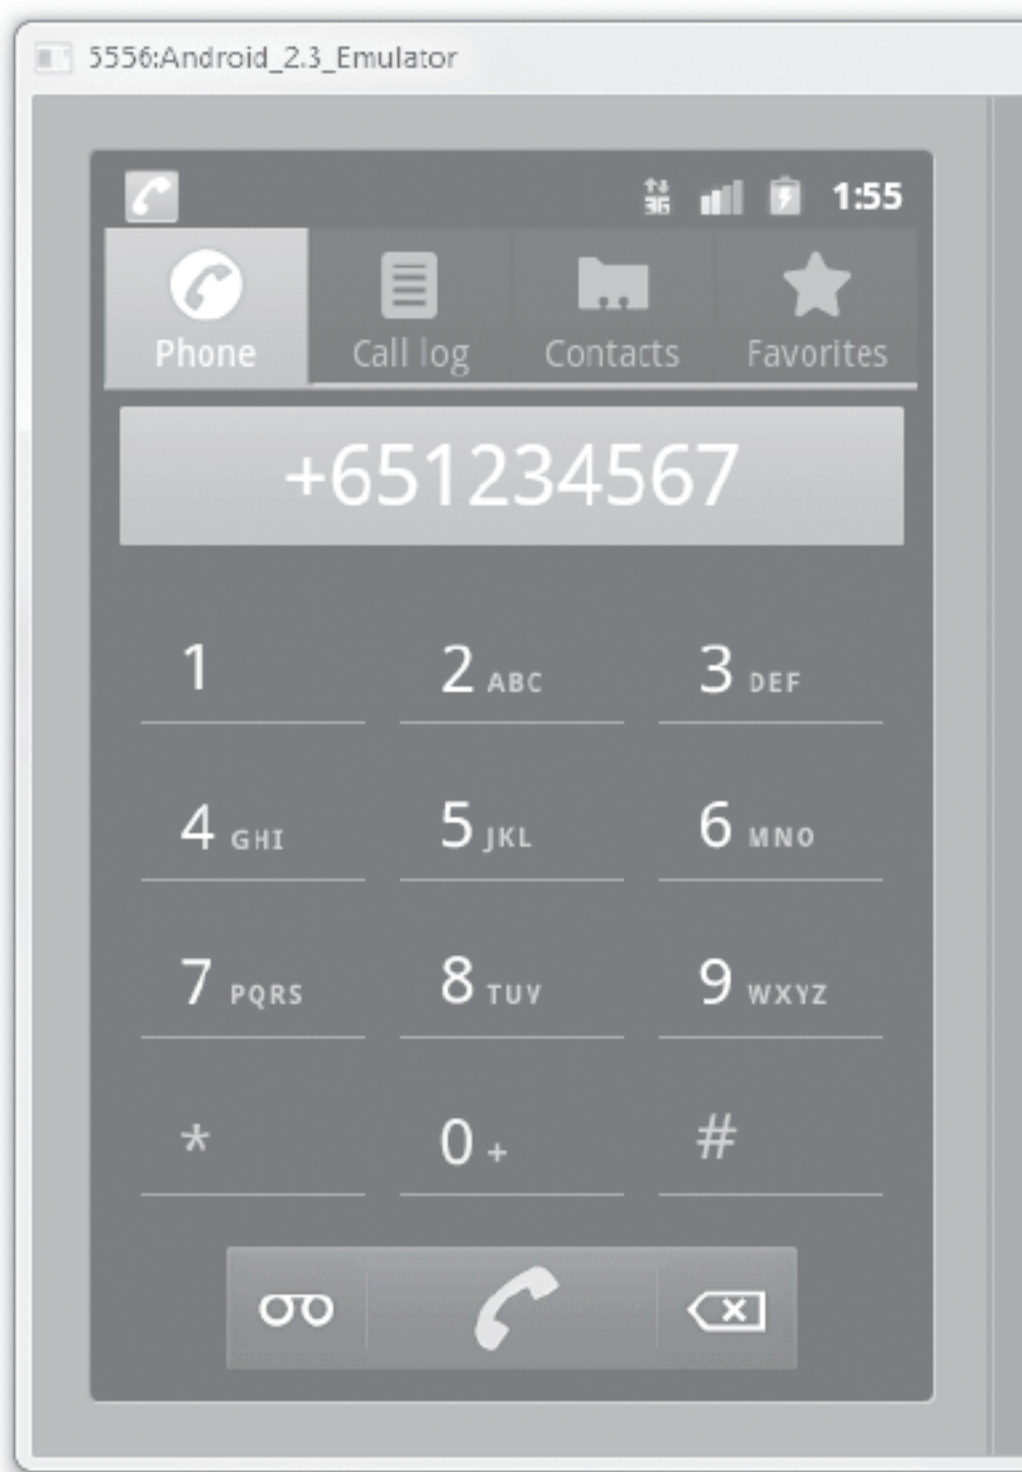 5556:Android_2.3_Emulator
3G 1:55
Phone Call log Contacts Favorites
+651234567
1 2 ABC 3 DEF
4 GHI 5 JKL 6 MNO
7 PQRS 8 TUV 9 WXYZ
* 0 + #